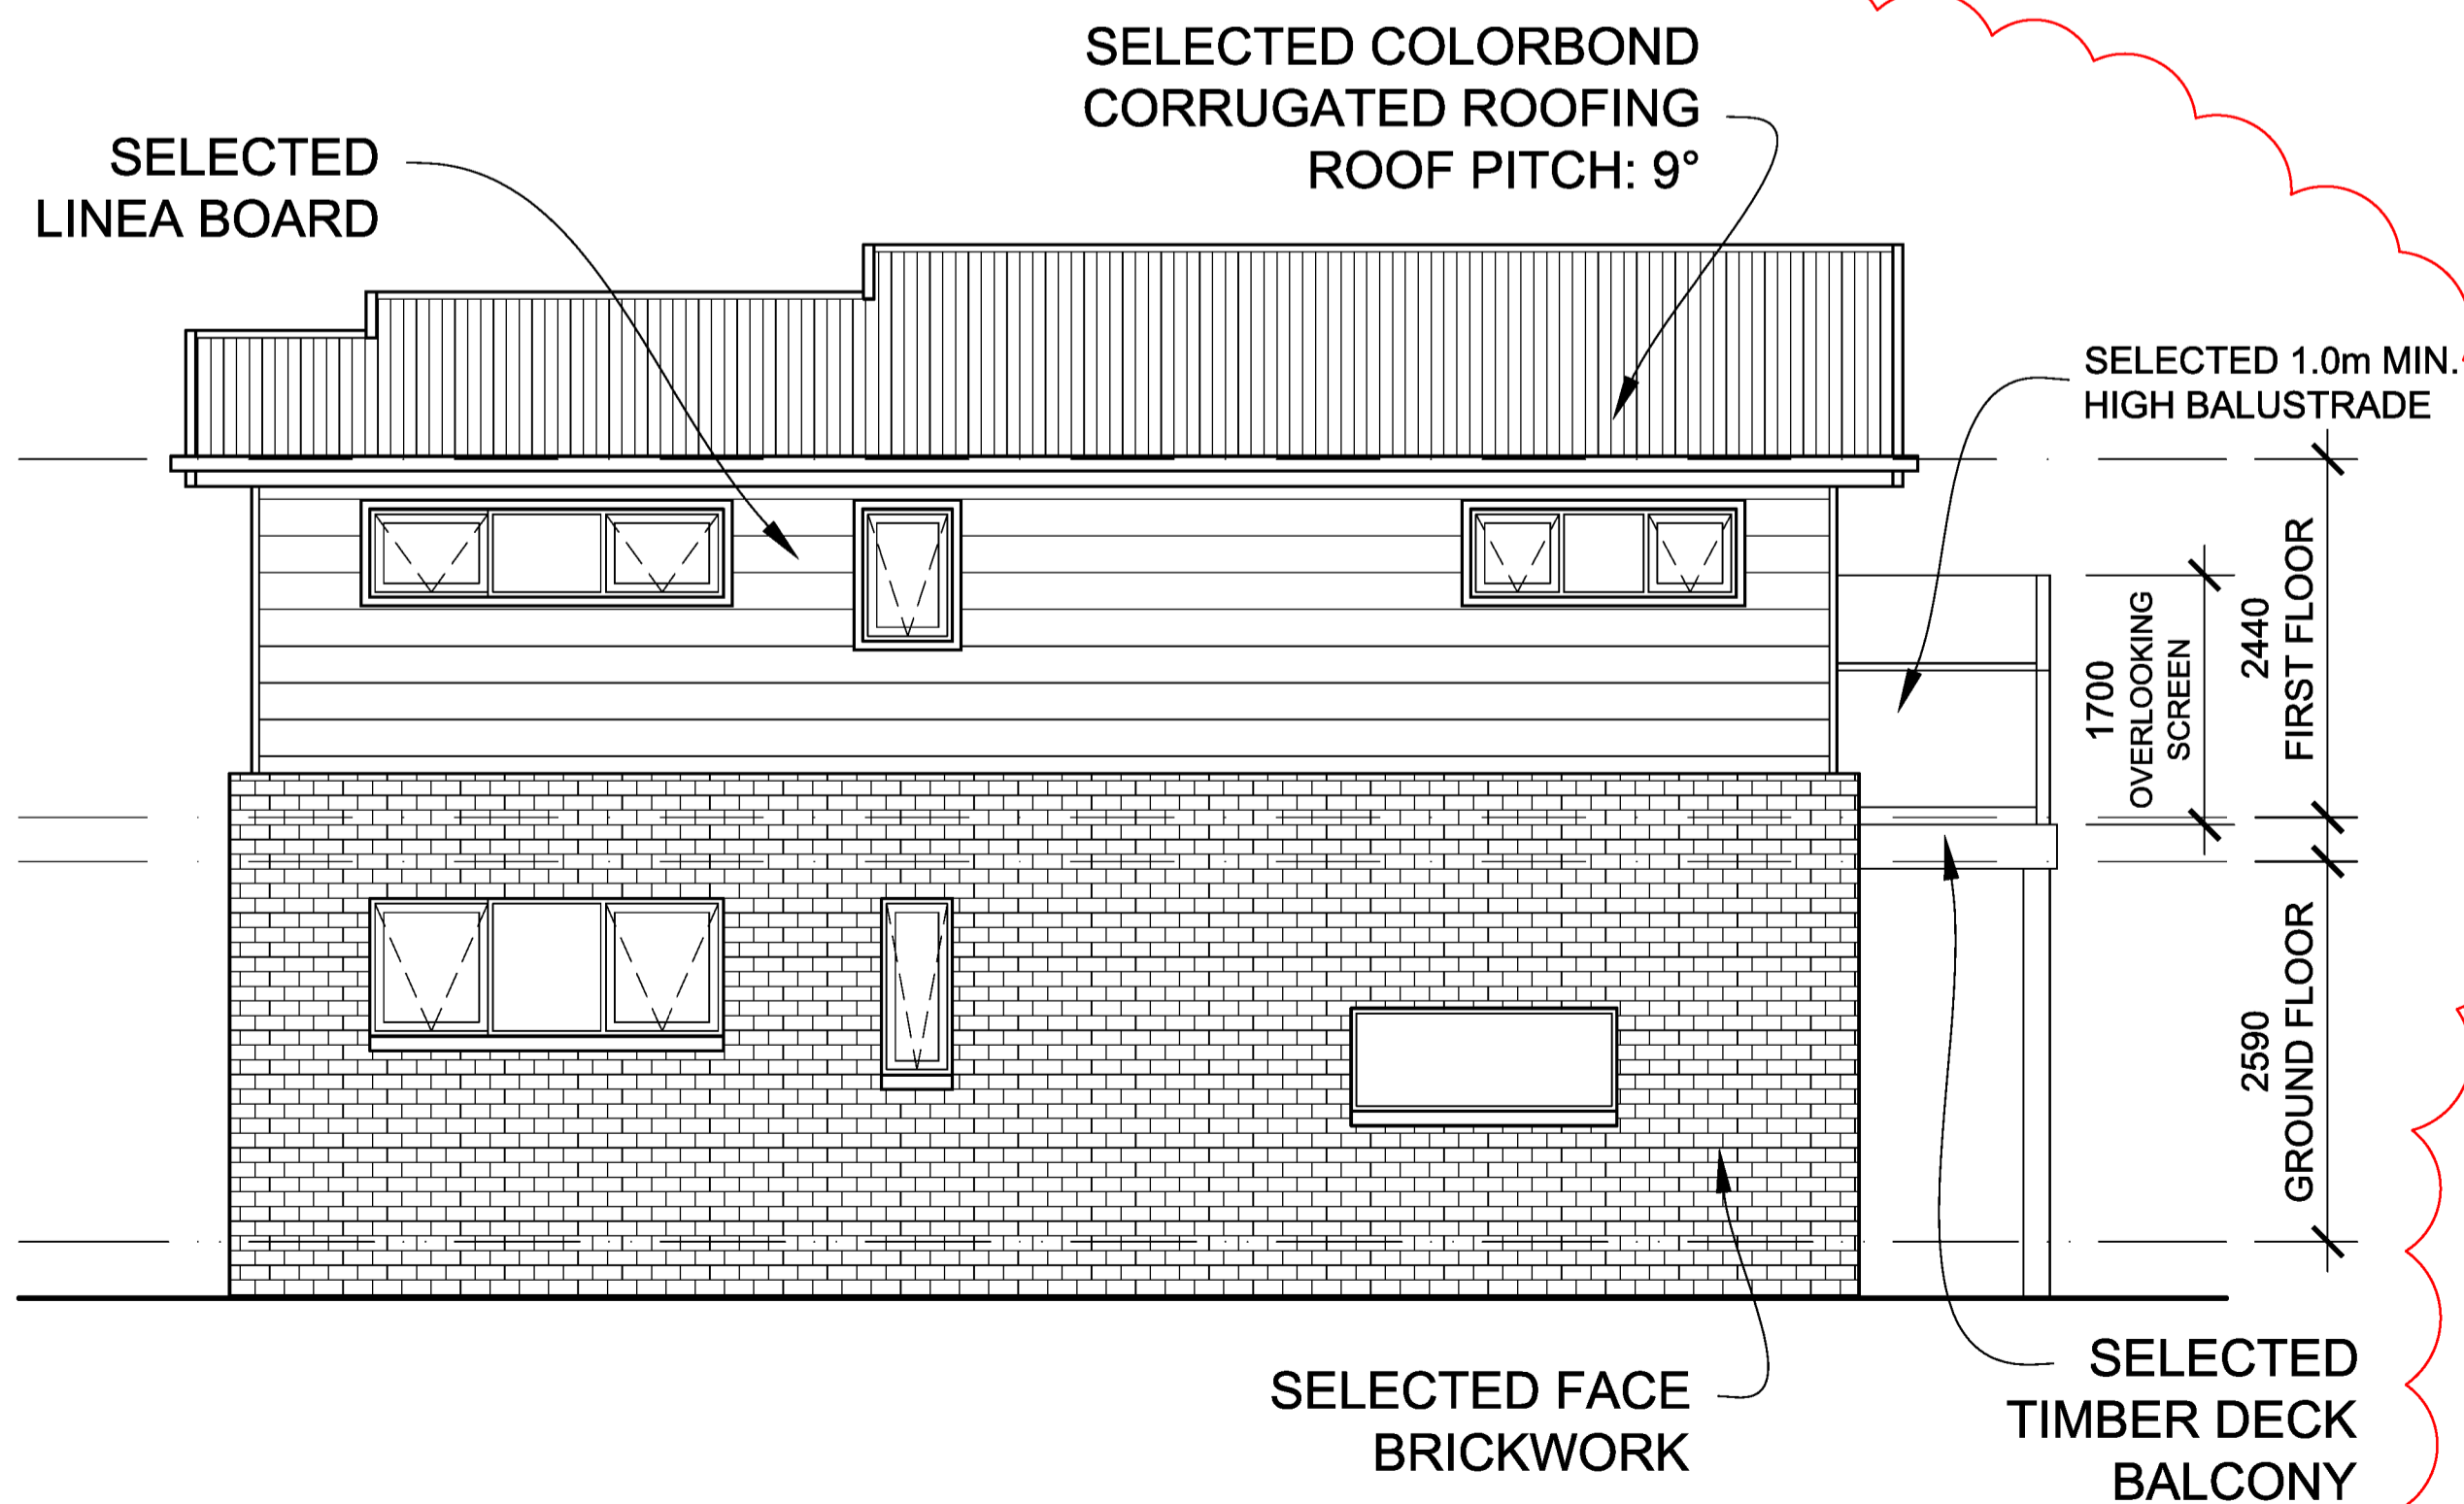 SELECTED COLORBOND
CORRUGATED ROOFING
ROOF PITCH: 9°
SELECTED
LINEA BOARD
SELECTED 1.0m MIN.
HIGH BALUSTRADE
1700
OVERLOOKING
SCREEN
2440
FIRST FLOOR
2590
GROUND FLOOR
SELECTED FACE
BRICKWORK
SELECTED
TIMBER DECK
BALCONY